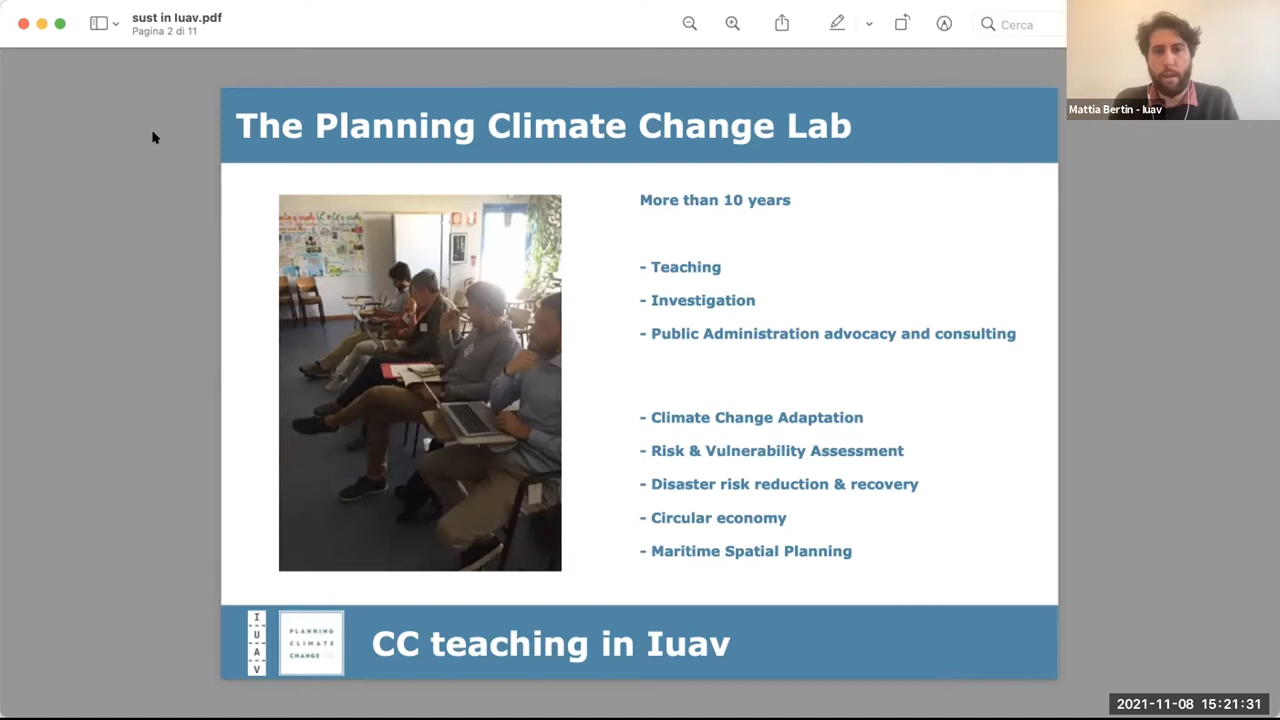 sust in Iuav.pdf
Pagina 2 di 11
Cerca
Mattia Bertin - Iuav
The Planning Climate Change Lab
More than 10 years
- Teaching
- Investigation
- Public Administration advocacy and consulting
- Climate Change Adaptation
- Risk & Vulnerability Assessment
- Disaster risk reduction & recovery
- Circular economy
- Maritime Spatial Planning
I
U
A
V
PLANNING
CLIMATE
CHANGE
CC teaching in Iuav
2021-11-08 15:21:31